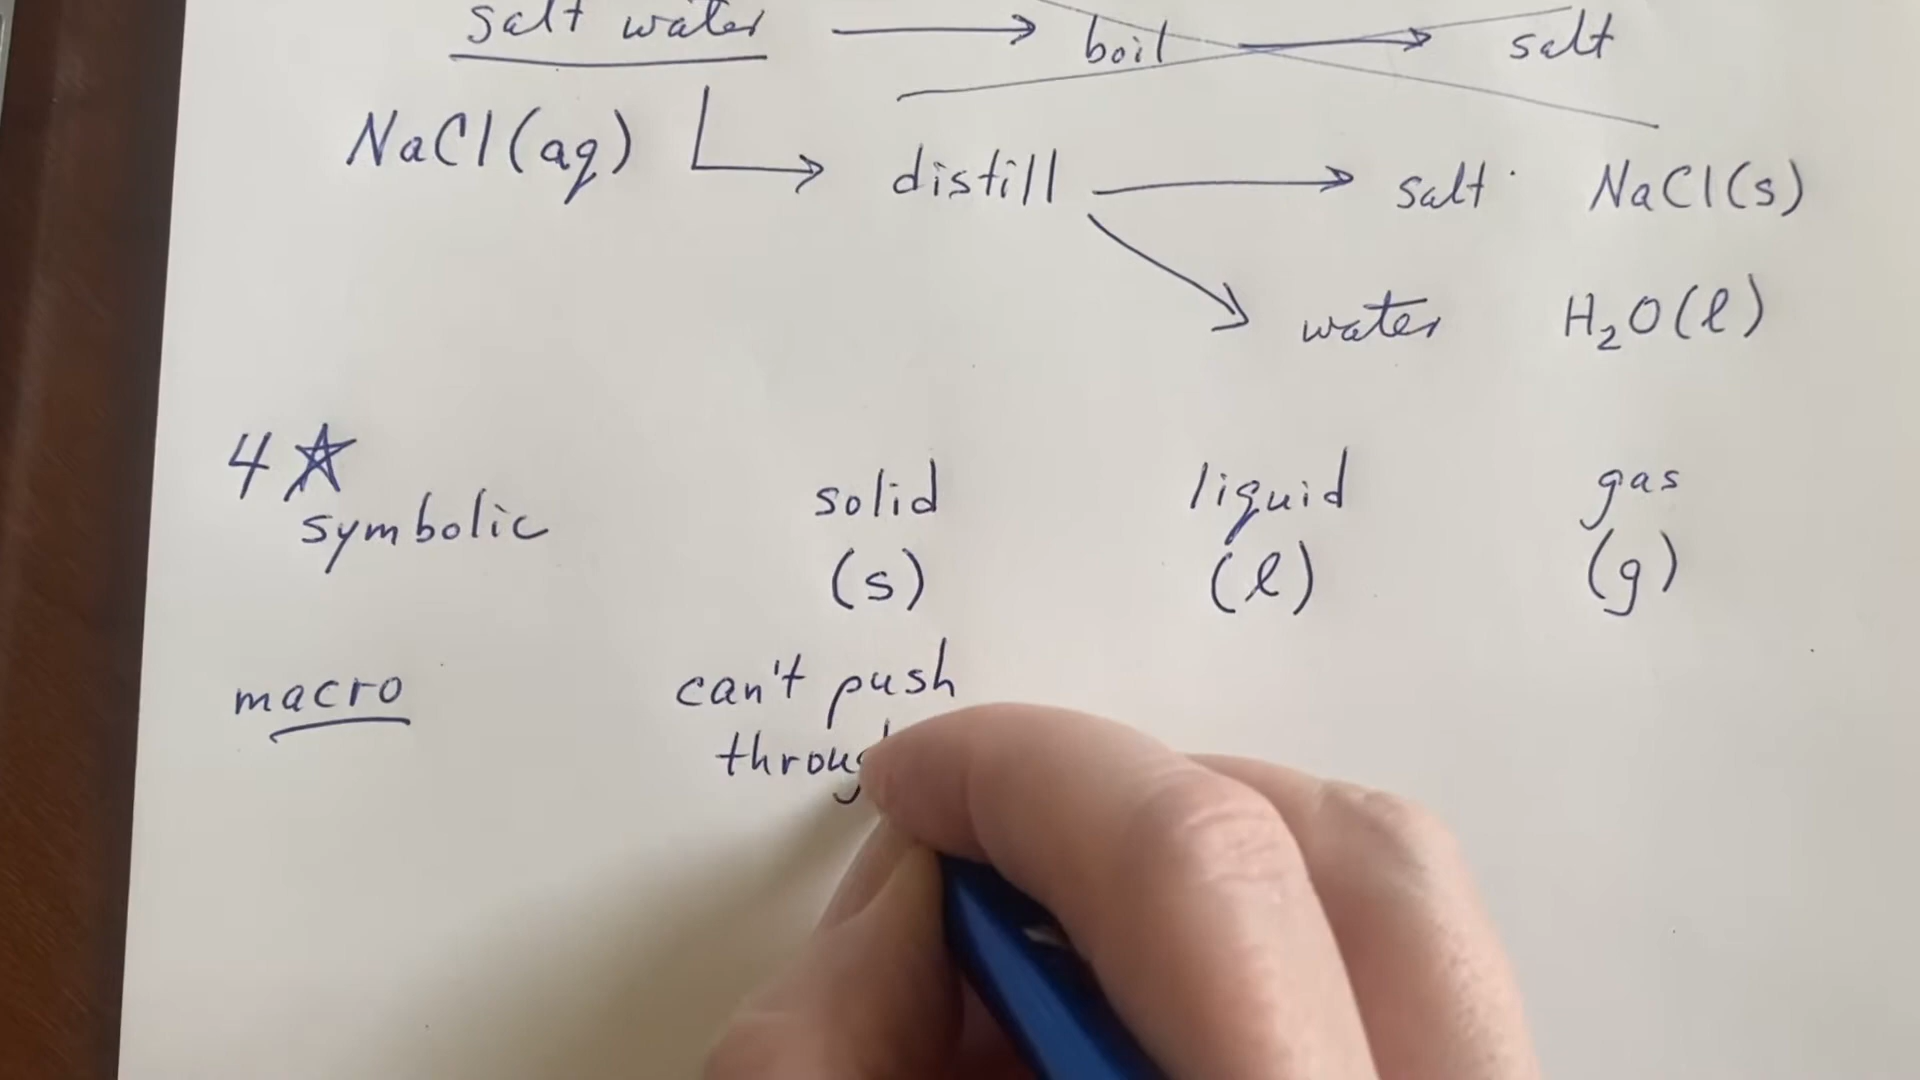 salt water → boil → salt
NaCl(aq) → distill → salt NaCl(s)
water H₂O(l)
4 ☆
symbolic solid liquid gas
(s) (l) (g)
macro can't push
throug